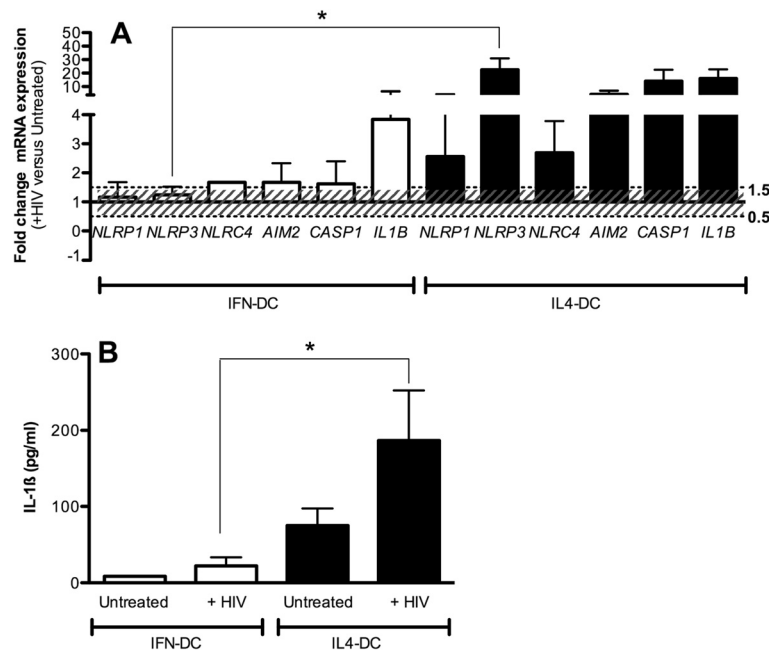 A
*
Fold change mRNA expression
(+HIV versus Untreated)
50
40
30
20
10
4
3
2
1
0
-1
1.5
0.5
NLRP1 NLRP3 NLRC4 AIM2 CASP1 IL1B NLRP1 NLRP3 NLRC4 AIM2 CASP1 IL1B
IFN-DC IL4-DC
B
*
IL-1ß (pg/ml)
300
200
100
0
Untreated + HIV Untreated + HIV
IFN-DC IL4-DC